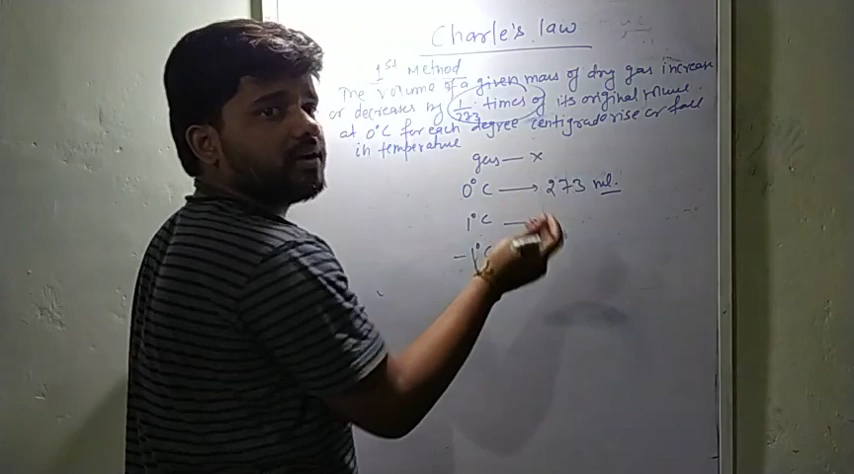 Charle's law
1st Method
The volume of a given mass of dry gas increase
or decreases by 1/273 times of its original volume
at 0°C for each degree centigrade rise or fall
in temperature
gas — x
0°C → 273 ml.
1°C —
-1°C